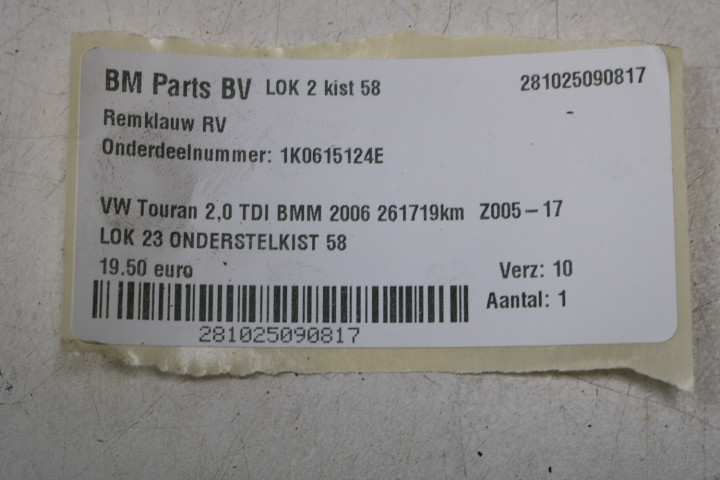 BM Parts BV LOK 2 kist 58 281025090817
Remklauw RV -
Onderdeelnummer: 1K0615124E
VW Touran 2,0 TDI BMM 2006 261719km Z005-17
LOK 23 ONDERSTELKIST 58
19.50 euro Verz: 10
Aantal: 1
281025090817